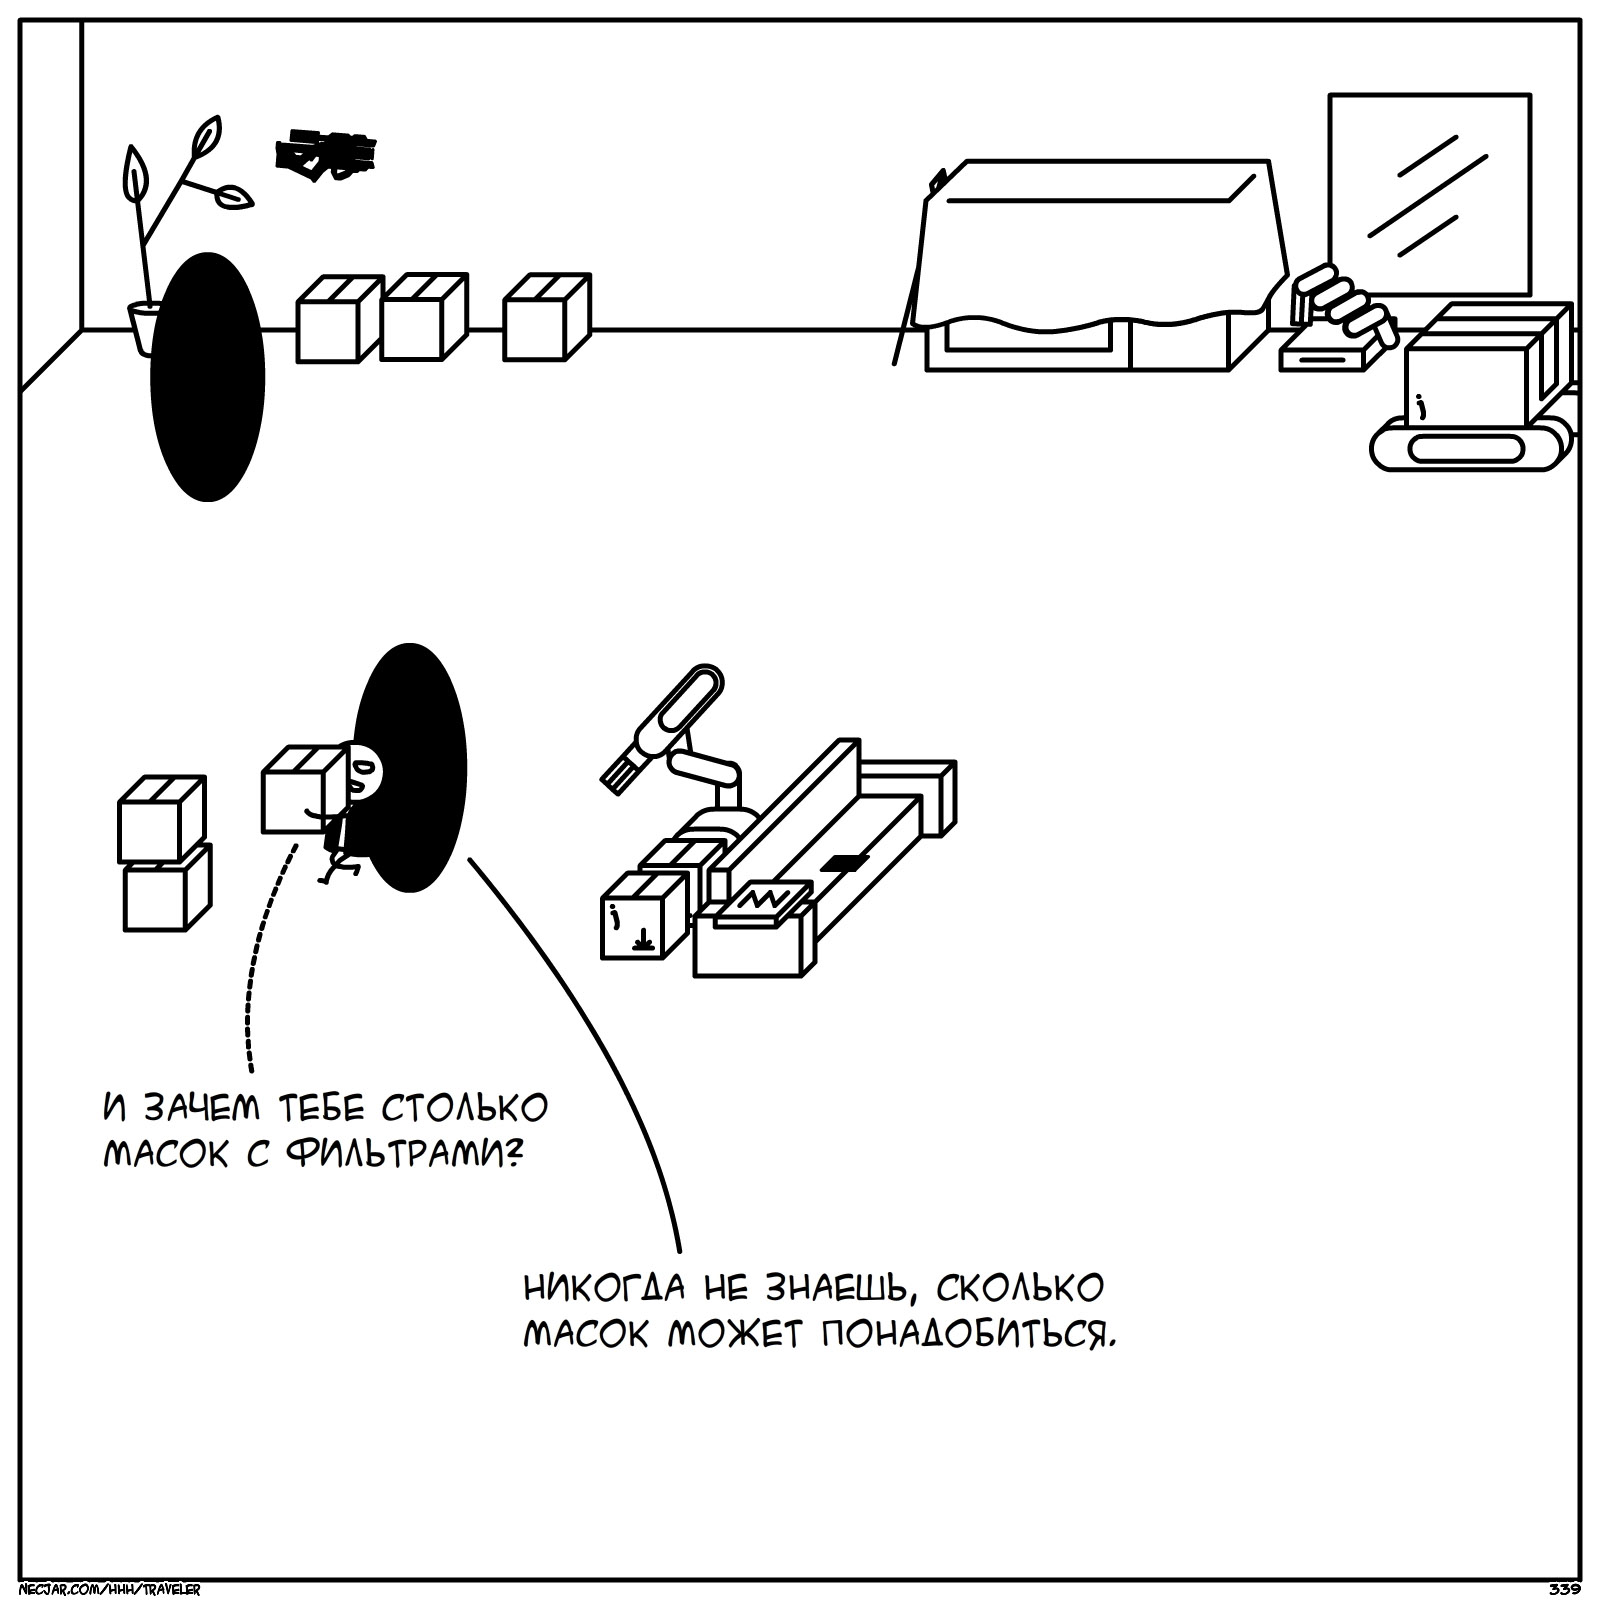 И ЗАЧЕМ ТЕБЕ СТОЛЬКО
МАСОК С ФИЛЬТРАМИ?
НИКОГДА НЕ ЗНАЕШЬ, СКОЛЬКО
МАСОК МОЖЕТ ПОНАДОБИТЬСЯ.
NECJAR.COM/HHH/TRAVELER
339